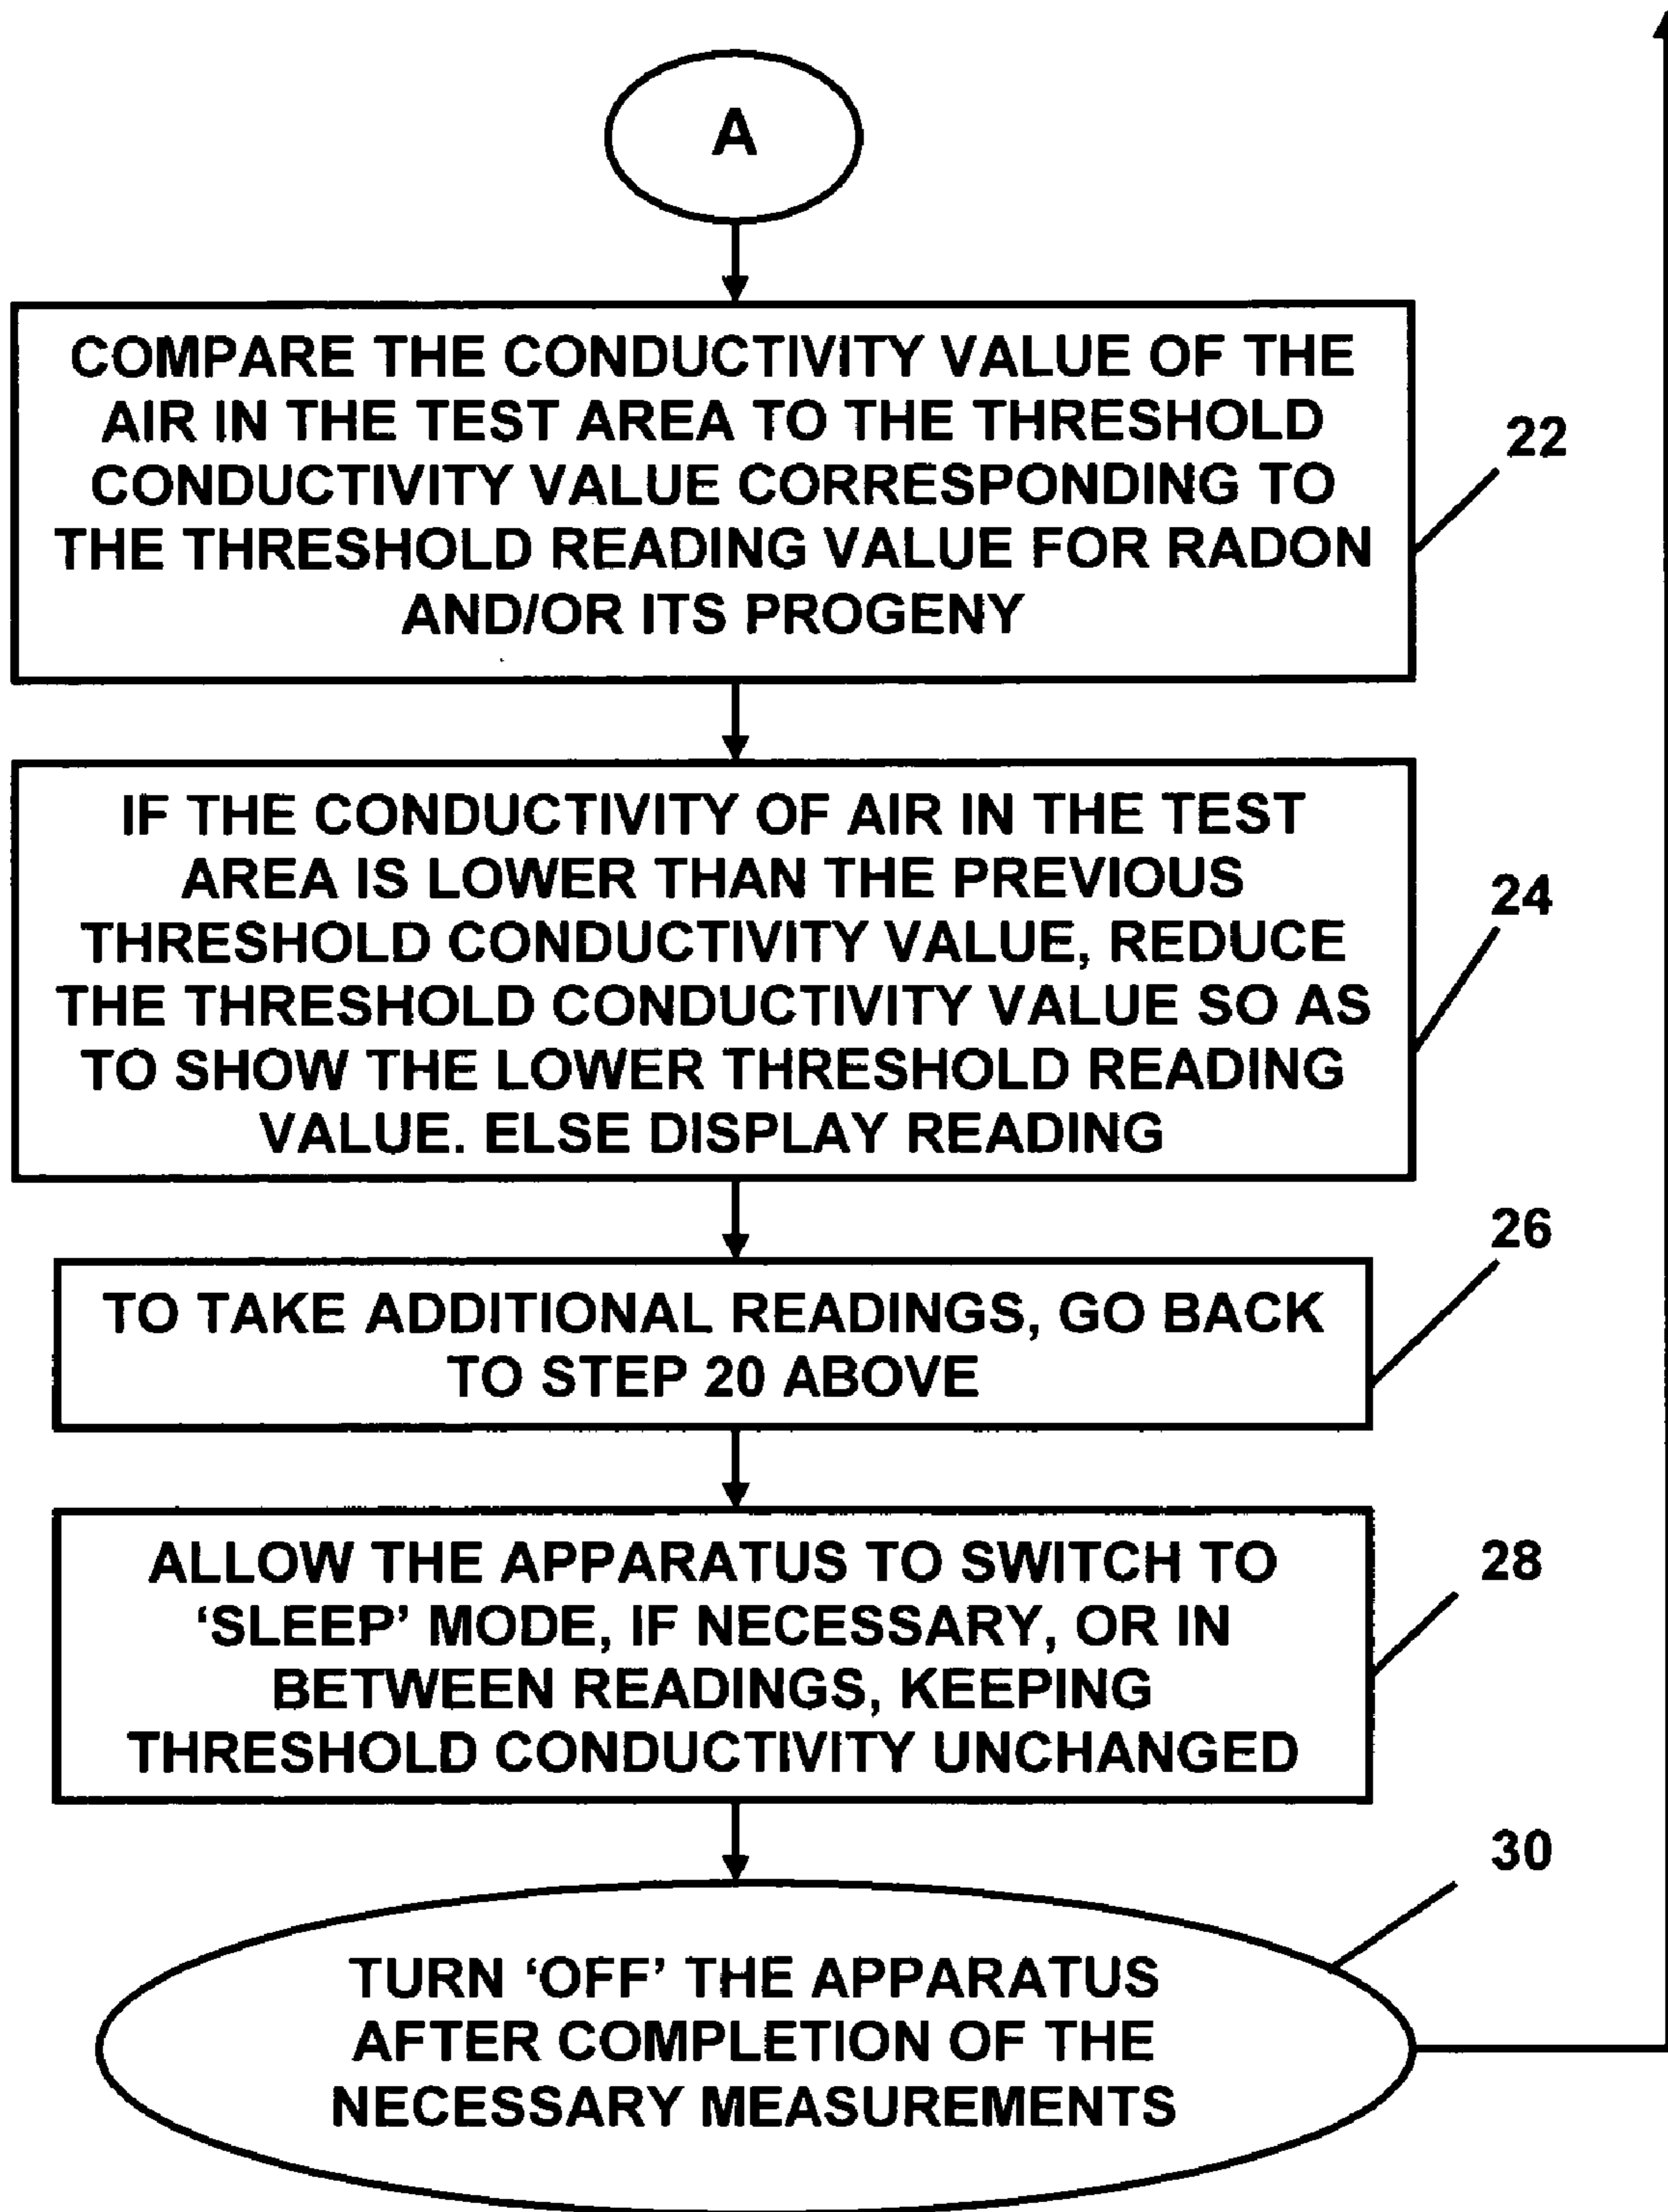 A
COMPARE THE CONDUCTIVITY VALUE OF THE
AIR IN THE TEST AREA TO THE THRESHOLD
CONDUCTIVITY VALUE CORRESPONDING TO
THE THRESHOLD READING VALUE FOR RADON
AND/OR ITS PROGENY
22
IF THE CONDUCTIVITY OF AIR IN THE TEST
AREA IS LOWER THAN THE PREVIOUS
THRESHOLD CONDUCTIVITY VALUE, REDUCE
THE THRESHOLD CONDUCTIVITY VALUE SO AS
TO SHOW THE LOWER THRESHOLD READING
VALUE. ELSE DISPLAY READING
24
TO TAKE ADDITIONAL READINGS, GO BACK
TO STEP 20 ABOVE
26
ALLOW THE APPARATUS TO SWITCH TO
‘SLEEP’ MODE, IF NECESSARY, OR IN
BETWEEN READINGS, KEEPING
THRESHOLD CONDUCTIVITY UNCHANGED
28
TURN ‘OFF’ THE APPARATUS
AFTER COMPLETION OF THE
NECESSARY MEASUREMENTS
30